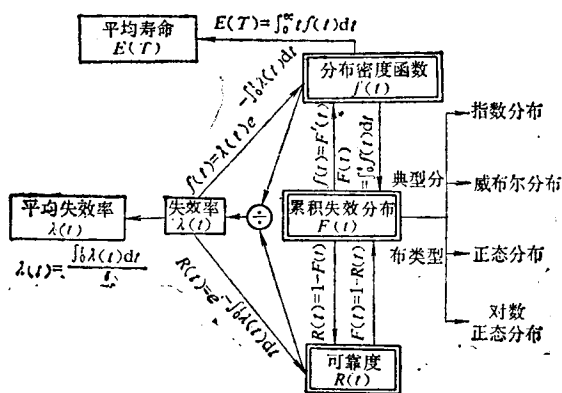 平均寿命
E(T)
E(T)=∫₀^∞ tf(t)dt
分布密度函数
f(t)
f(t)=λ(t)e^{-∫₀^t λ(t)dt}
f(t)=F'(t)
F(t)
=∫₀^t f(t)dt
指数分布
典型分
威布尔分布
平均失效率
λ(t)
失效率
λ(t)
÷
累积失效分布
F(t)
布类型
正态分布
λ(t)=∫₀^t λ(t)dt
R(t)=e^{-∫₀^t λ(t)dt}
R(t)=1-F(t)
F(t)=1-R(t)
对数
正态分布
可靠度
R(t)